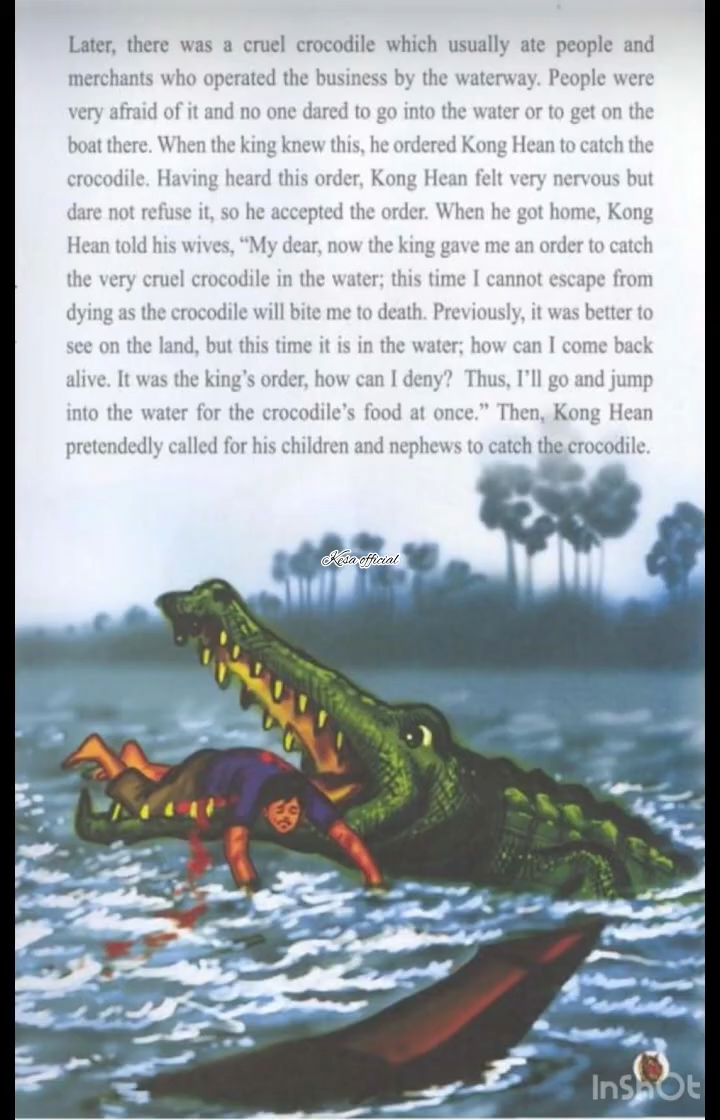 Later, there was a cruel crocodile which usually ate people and
merchants who operated the business by the waterway. People were
very afraid of it and no one dared to go into the water or to get on the
boat there. When the king knew this, he ordered Kong Hean to catch the
crocodile. Having heard this order, Kong Hean felt very nervous but
dare not refuse it, so he accepted the order. When he got home, Kong
Hean told his wives, “My dear, now the king gave me an order to catch
the very cruel crocodile in the water; this time I cannot escape from
dying as the crocodile will bite me to death. Previously, it was better to
see on the land, but this time it is in the water; how can I come back
alive. It was the king’s order, how can I deny? Thus, I’ll go and jump
into the water for the crocodile’s food at once.” Then, Kong Hean
pretendedly called for his children and nephews to catch the crocodile.
Kesa official
InShOt